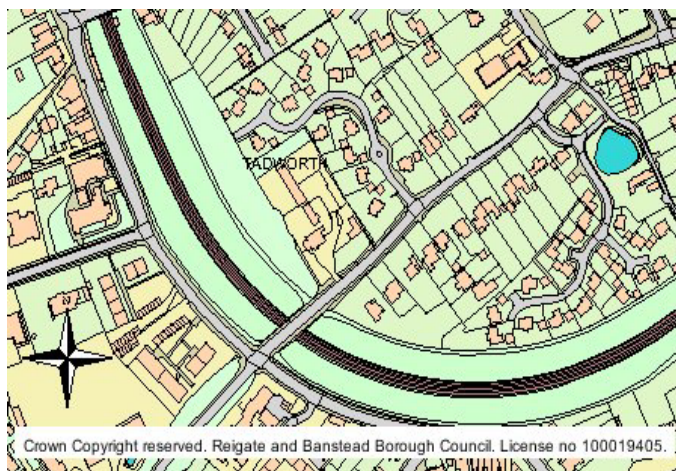 TADWORTH
Crown Copyright reserved. Reigate and Banstead Borough Council. License no 100019405.